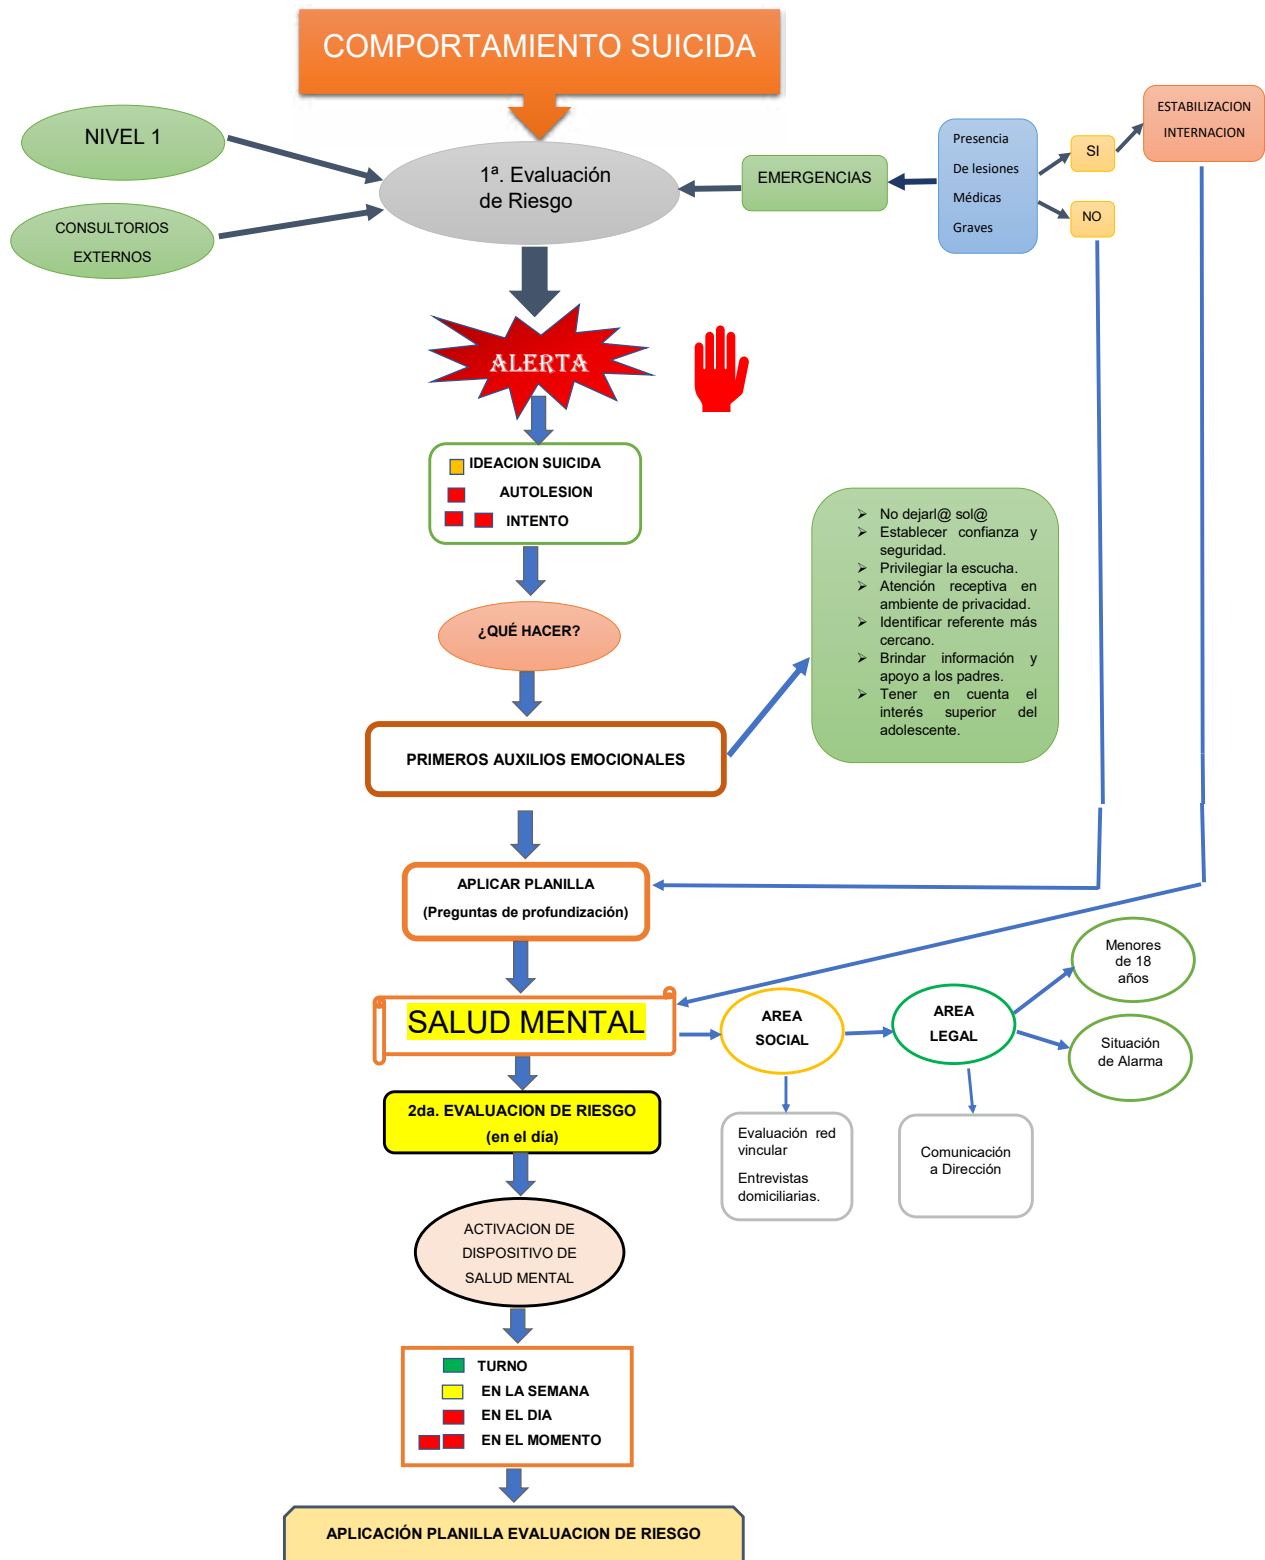 COMPORTAMIENTO SUICIDA
NIVEL 1
CONSULTORIOS
EXTERNOS
1ª. Evaluación
de Riesgo
EMERGENCIAS
Presencia
De lesiones
Médicas
Graves
SI
NO
ESTABILIZACION
INTERNACION
ALERTA
IDEACION SUICIDA
AUTOLESION
INTENTO
¿QUÉ HACER?
PRIMEROS AUXILIOS EMOCIONALES
➢ No dejarl@ sol@
➢ Establecer confianza y
seguridad.
➢ Privilegiar la escucha.
➢ Atención receptiva en
ambiente de privacidad.
➢ Identificar referente más
cercano.
➢ Brindar información y
apoyo a los padres.
➢ Tener en cuenta el
interés superior del
adolescente.
APLICAR PLANILLA
(Preguntas de profundización)
SALUD MENTAL
AREA
SOCIAL
AREA
LEGAL
Menores
de 18
años
Situación
de Alarma
2da. EVALUACION DE RIESGO
(en el día)
Evaluación red
vincular
Entrevistas
domiciliarias.
Comunicación
a Dirección
ACTIVACION DE
DISPOSITIVO DE
SALUD MENTAL
TURNO
EN LA SEMANA
EN EL DIA
EN EL MOMENTO
APLICACIÓN PLANILLA EVALUACION DE RIESGO